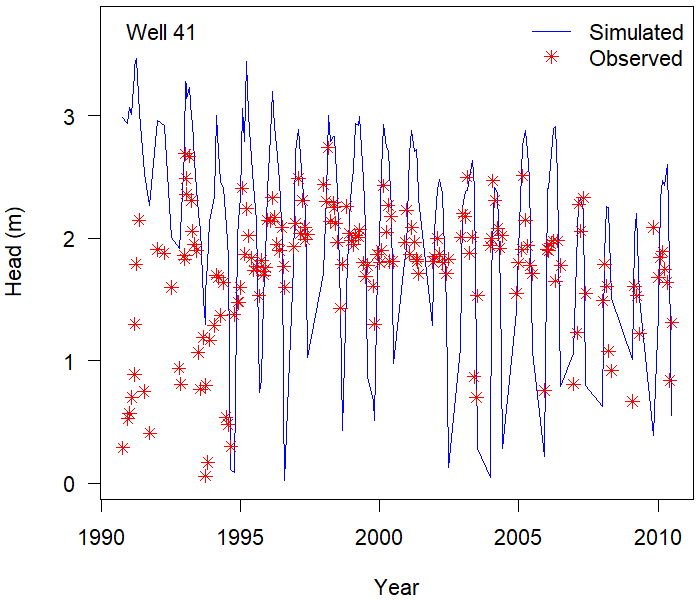 Well 41
Simulated
Observed
Head (m)
3
2
1
0
1990 1995 2000 2005 2010
Year